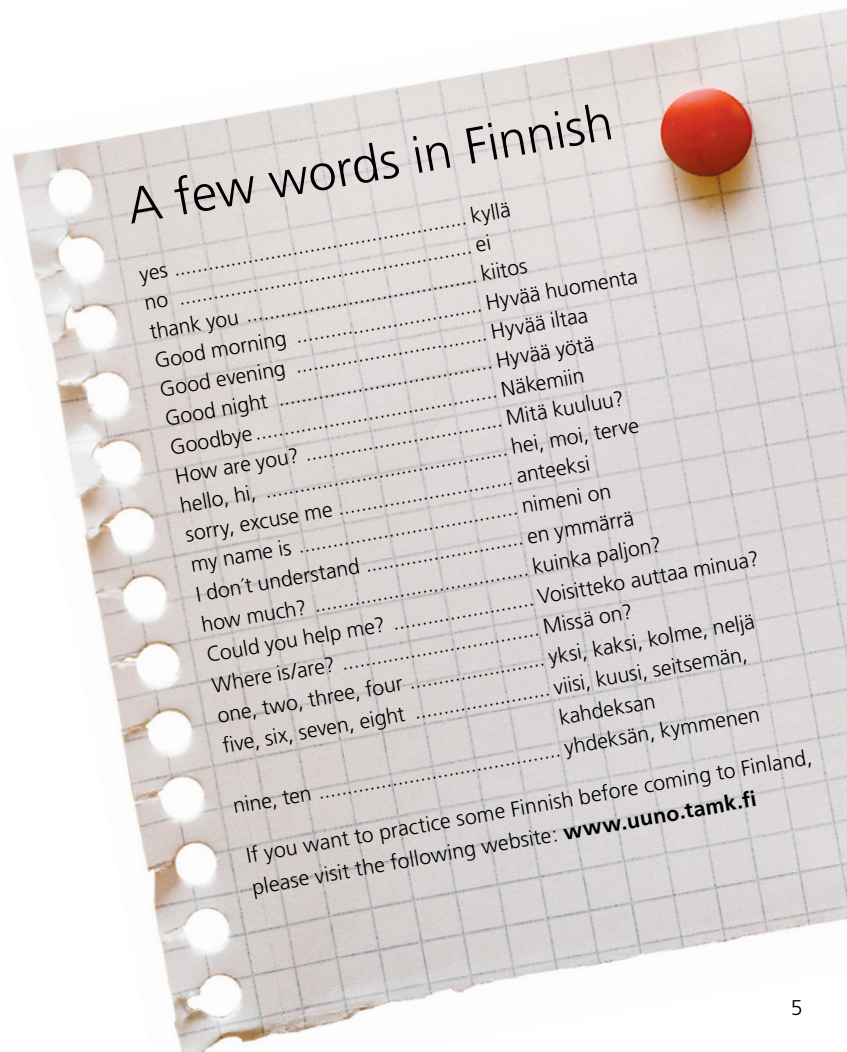 A few words in Finnish
yes .................................................. kyllä
no .................................................. ei
thank you ........................................ kiitos
Good morning ................................ Hyvää huomenta
Good evening ................................. Hyvää iltaa
Good night ..................................... Hyvää yötä
Goodbye .......................................... Näkemiin
How are you? .................................. Mitä kuuluu?
hello, hi, .......................................... hei, moi, terve
sorry, excuse me .............................. anteeksi
my name is ...................................... nimeni on
I don´t understand ........................... en ymmärrä
how much? ...................................... kuinka paljon?
Could you help me? ........................ Voisitteko auttaa minua?
Where is/are? ................................... Missä on?
one, two, three, four ........................ yksi, kaksi, kolme, neljä
five, six, seven, eight ........................ viisi, kuusi, seitsemän,
kahdeksan
nine, ten ........................................... yhdeksän, kymmenen
If you want to practice some Finnish before coming to Finland,
please visit the following website: www.uuno.tamk.fi
5